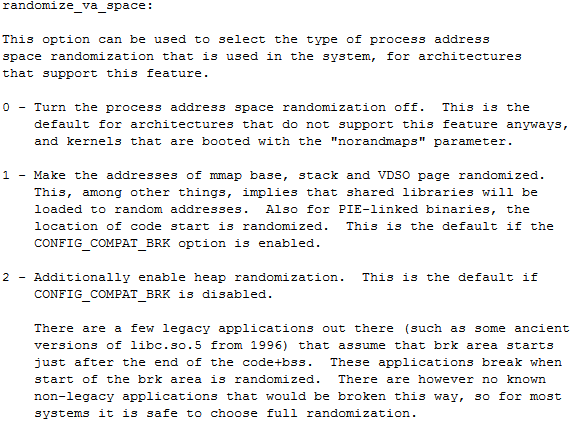 randomize_va_space:
This option can be used to select the type of process address
space randomization that is used in the system, for architectures
that support this feature.
0 - Turn the process address space randomization off.  This is the
default for architectures that do not support this feature anyways,
and kernels that are booted with the "norandmaps" parameter.
1 - Make the addresses of mmap base, stack and VDSO page randomized.
This, among other things, implies that shared libraries will be
loaded to random addresses.  Also for PIE-linked binaries, the
location of code start is randomized.  This is the default if the
CONFIG_COMPAT_BRK option is enabled.
2 - Additionally enable heap randomization.  This is the default if
CONFIG_COMPAT_BRK is disabled.
There are a few legacy applications out there (such as some ancient
versions of libc.so.5 from 1996) that assume that brk area starts
just after the end of the code+bss.  These applications break when
start of the brk area is randomized.  There are however no known
non-legacy applications that would be broken this way, so for most
systems it is safe to choose full randomization.